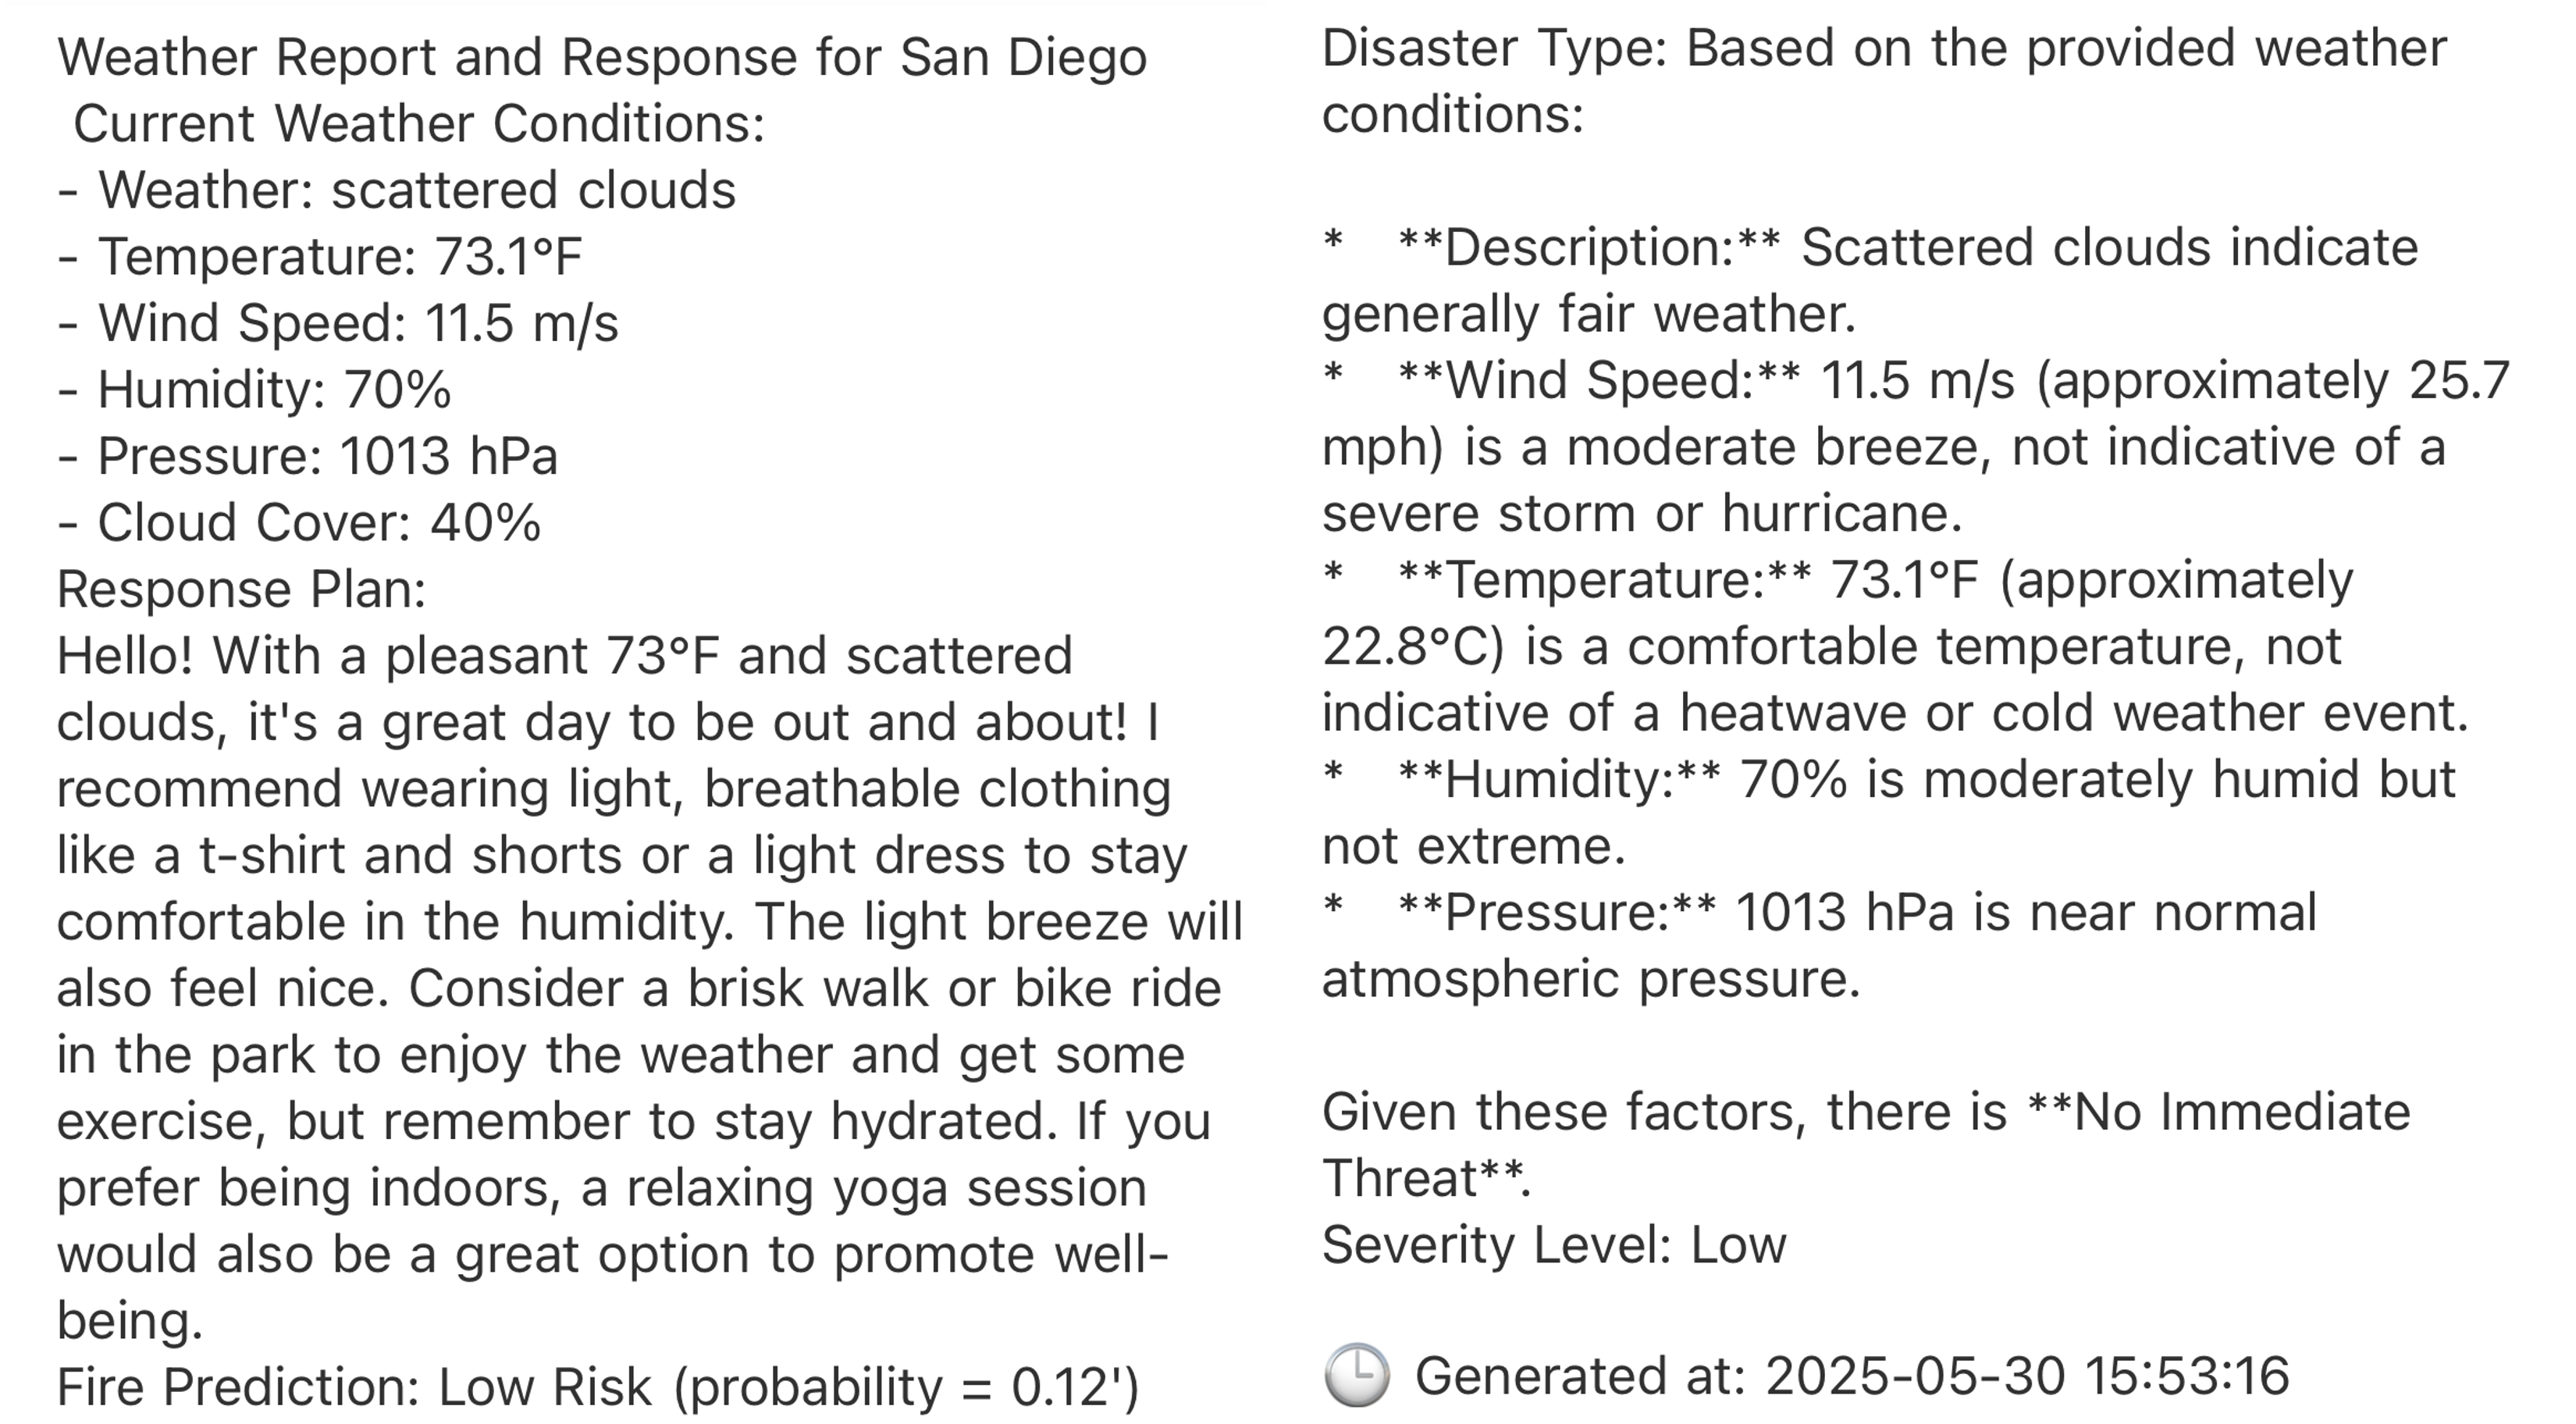 Weather Report and Response for San Diego
Current Weather Conditions:
- Weather: scattered clouds
- Temperature: 73.1°F
- Wind Speed: 11.5 m/s
- Humidity: 70%
- Pressure: 1013 hPa
- Cloud Cover: 40%
Response Plan:
Hello! With a pleasant 73°F and scattered
clouds, it's a great day to be out and about! I
recommend wearing light, breathable clothing
like a t-shirt and shorts or a light dress to stay
comfortable in the humidity. The light breeze will
also feel nice. Consider a brisk walk or bike ride
in the park to enjoy the weather and get some
exercise, but remember to stay hydrated. If you
prefer being indoors, a relaxing yoga session
would also be a great option to promote well-
being.
Fire Prediction: Low Risk (probability = 0.12')
Disaster Type: Based on the provided weather
conditions:
*   **Description:** Scattered clouds indicate
generally fair weather.
*   **Wind Speed:** 11.5 m/s (approximately 25.7
mph) is a moderate breeze, not indicative of a
severe storm or hurricane.
*   **Temperature:** 73.1°F (approximately
22.8°C) is a comfortable temperature, not
indicative of a heatwave or cold weather event.
*   **Humidity:** 70% is moderately humid but
not extreme.
*   **Pressure:** 1013 hPa is near normal
atmospheric pressure.
Given these factors, there is **No Immediate
Threat**.
Severity Level: Low
🕒 Generated at: 2025-05-30 15:53:16